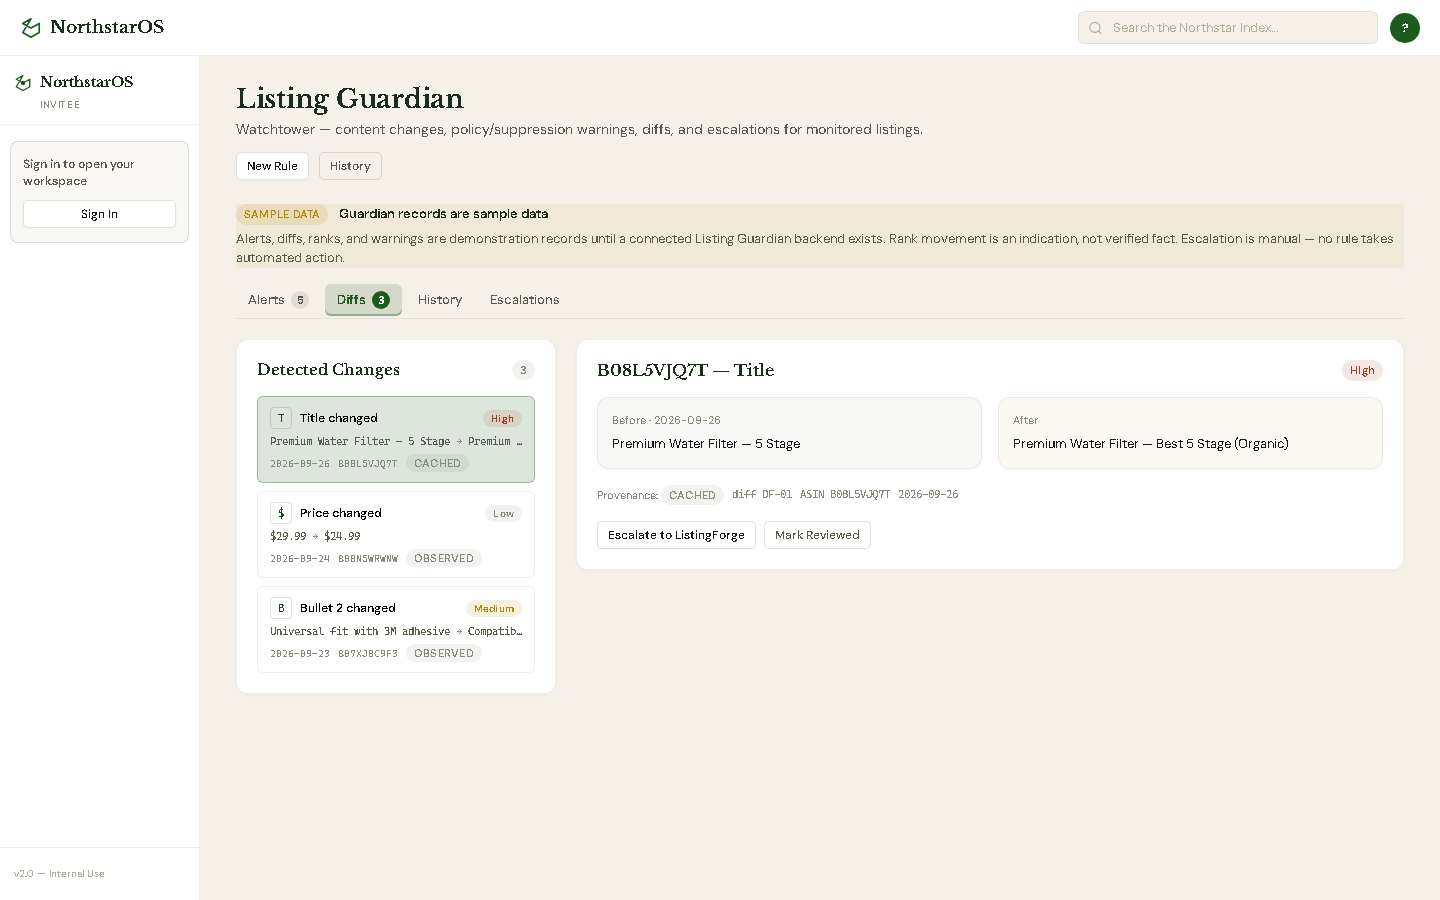 NorthstarOS
Search the Northstar Index...
?
NorthstarOS
INVITEE
Sign in to open your
workspace
Sign In
v2.0 — Internal Use
Listing Guardian
Watchtower — content changes, policy/suppression warnings, diffs, and escalations for monitored listings.
New Rule
History
SAMPLE DATA Guardian records are sample data
Alerts, diffs, ranks, and warnings are demonstration records until a connected Listing Guardian backend exists. Rank movement is an indication, not verified fact. Escalation is manual — no rule takes
automated action.
Alerts 5
Diffs 3
History
Escalations
Detected Changes 3
T Title changed High
Premium Water Filter — 5 Stage → Premium …
2026-09-26 B08L5VJQ7T CACHED
$ Price changed Low
$29.99 → $24.99
2026-09-24 B08N5WRWNW OBSERVED
B Bullet 2 changed Medium
Universal fit with 3M adhesive → Compatib…
2026-09-23 B07XJ8C9F3 OBSERVED
B08L5VJQ7T — Title High
Before · 2026-09-26
Premium Water Filter — 5 Stage
After
Premium Water Filter — Best 5 Stage (Organic)
Provenance: CACHED diff DF-01 ASIN B08L5VJQ7T 2026-09-26
Escalate to ListingForge
Mark Reviewed